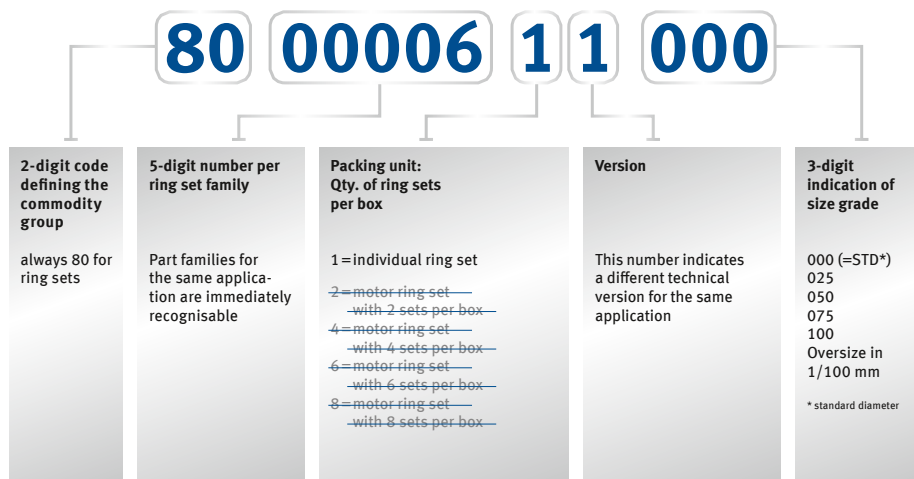 80 00006 1 1 000
2-digit code
defining the
commodity
group
always 80 for
ring sets
5-digit number per
ring set family
Part families for
the same applica-
tion are immediately
recognisable
Packing unit:
Qty. of ring sets
per box
1=individual ring set
2=motor ring set
with 2 sets per box
4=motor ring set
with 4 sets per box
6=motor ring set
with 6 sets per box
8=motor ring set
with 8 sets per box
Version
This number indicates
a different technical
version for the same
application
3-digit
indication of
size grade
000 (=STD*)
025
050
075
100
Oversize in
1/100 mm
* standard diameter